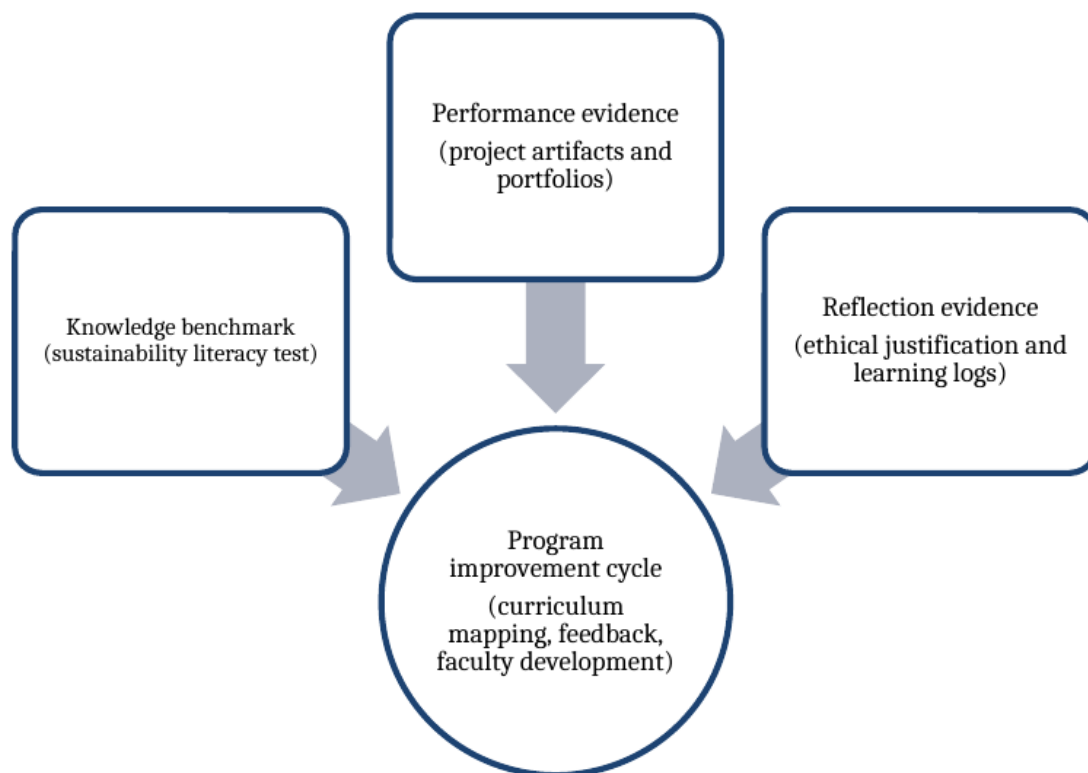 Performance evidence
(project artifacts and
portfolios)
Knowledge benchmark
(sustainability literacy test)
Reflection evidence
(ethical justification and
learning logs)
Program
improvement cycle
(curriculum
mapping, feedback,
faculty development)